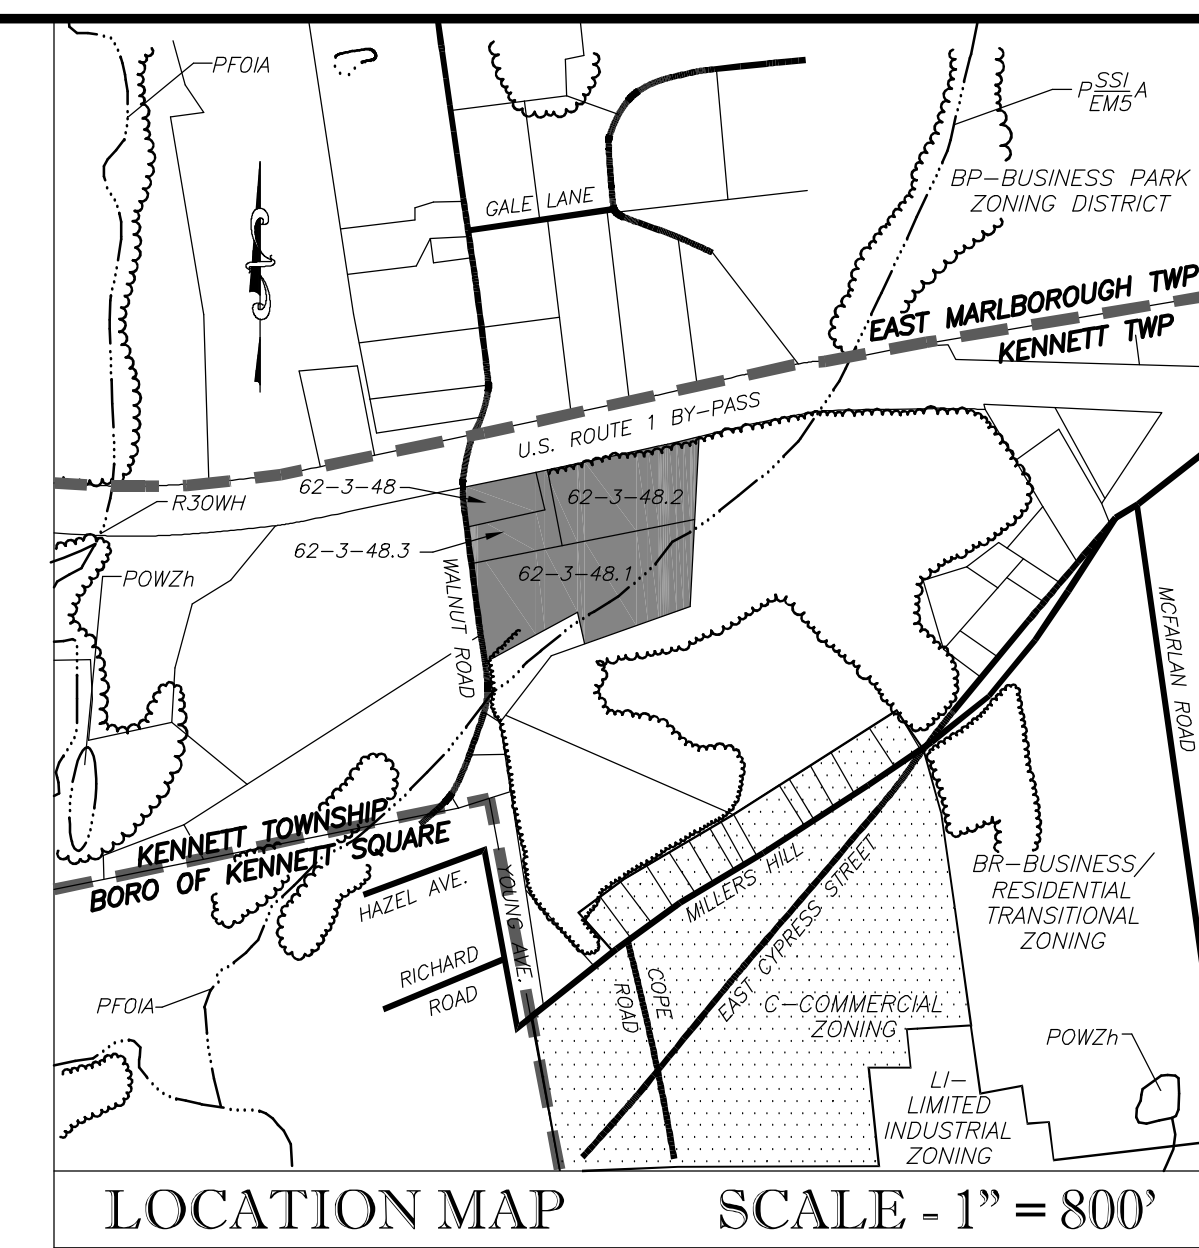 PF01A
P SSI A
EM5
BP-BUSINESS PARK
ZONING DISTRICT
GALE LANE
EAST MARLBOROUGH TWP
KENNETT TWP
U.S. ROUTE 1 BY-PASS
62-3-48
62-3-48.2
R30WH
62-3-48.3
62-3-48.1
POWZh
WALNUT ROAD
MCFARLAN ROAD
KENNETT TOWNSHIP
BORO OF KENNETT SQUARE
HAZEL AVE.
YOUNG AVE.
MILLERS HILL
EAST CYPRESS STREET
BR-BUSINESS/
RESIDENTIAL
TRANSITIONAL
ZONING
RICHARD
ROAD
COPE
ROAD
C-COMMERCIAL
ZONING
PF01A
POWZh
LI-
LIMITED
INDUSTRIAL
ZONING
LOCATION MAP
SCALE - 1" = 800'